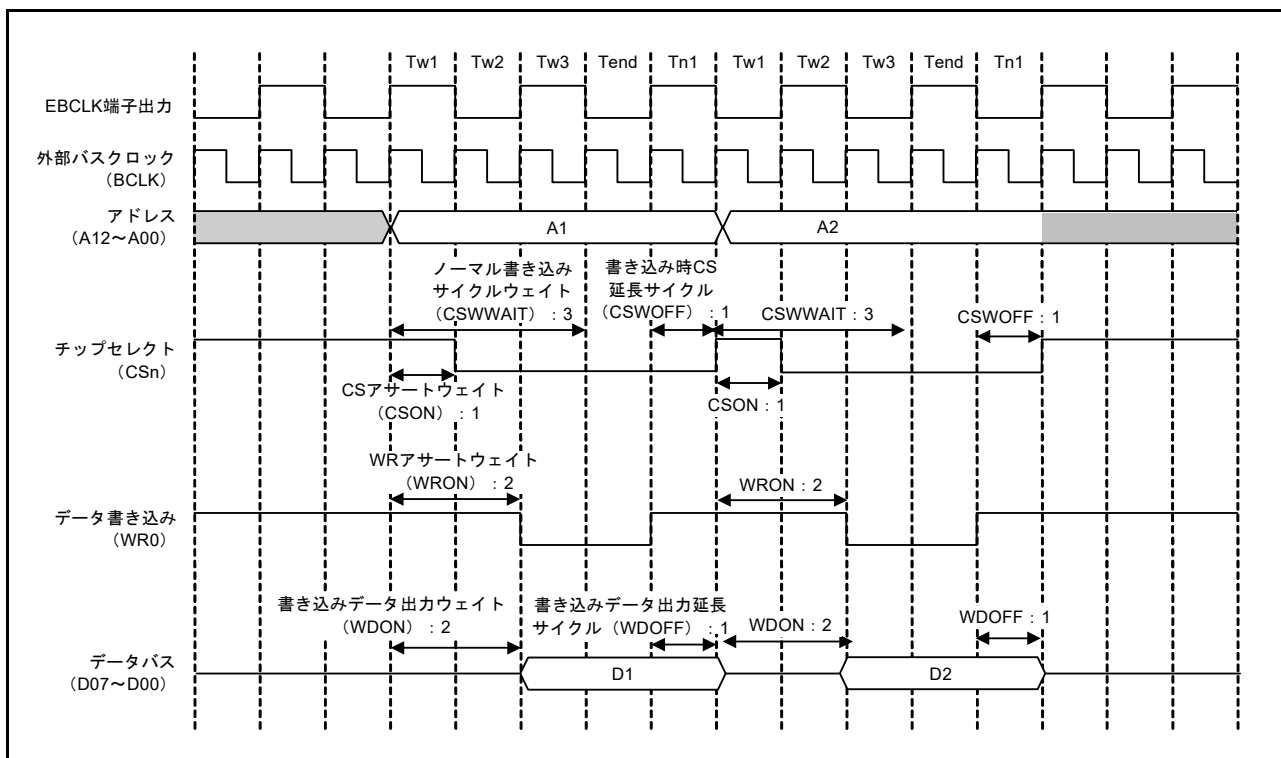 Tw1 Tw2 Tw3 Tend Tn1 Tw1 Tw2 Tw3 Tend Tn1
EBCLK端子出力
外部バスクロック
（BCLK）
アドレス
（A12～A00）
A1 A2
ノーマル書き込み
サイクルウェイト
（CSWWAIT）：3
書き込み時CS
延長サイクル
（CSWOFF）：1
CSWWAIT：3
CSWOFF：1
チップセレクト
（CSn）
CSアサートウェイト
（CSON）：1
CSON：1
WRアサートウェイト
（WRON）：2
WRON：2
データ書き込み
（WR0）
書き込みデータ出力ウェイト
（WDON）：2
書き込みデータ出力延長
サイクル（WDOFF）：1
WDON：2
WDOFF：1
データバス
（D07～D00）
D1 D2